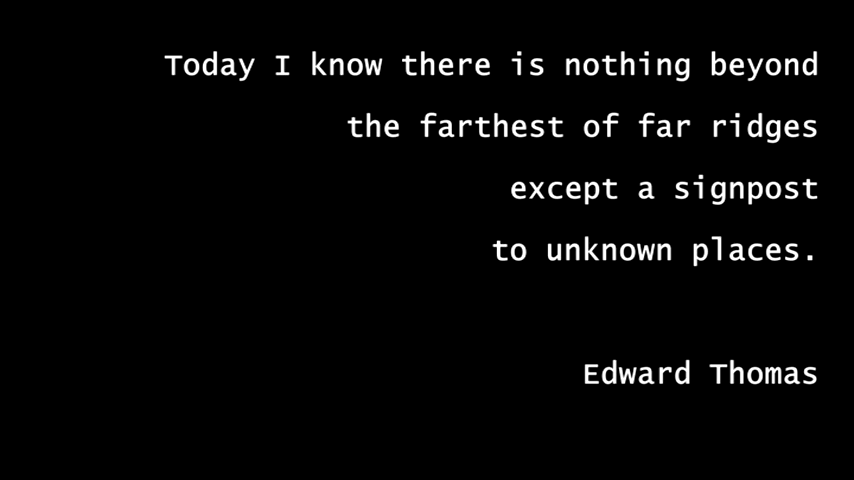 Today I know there is nothing beyond
the farthest of far ridges
except a signpost
to unknown places.
Edward Thomas